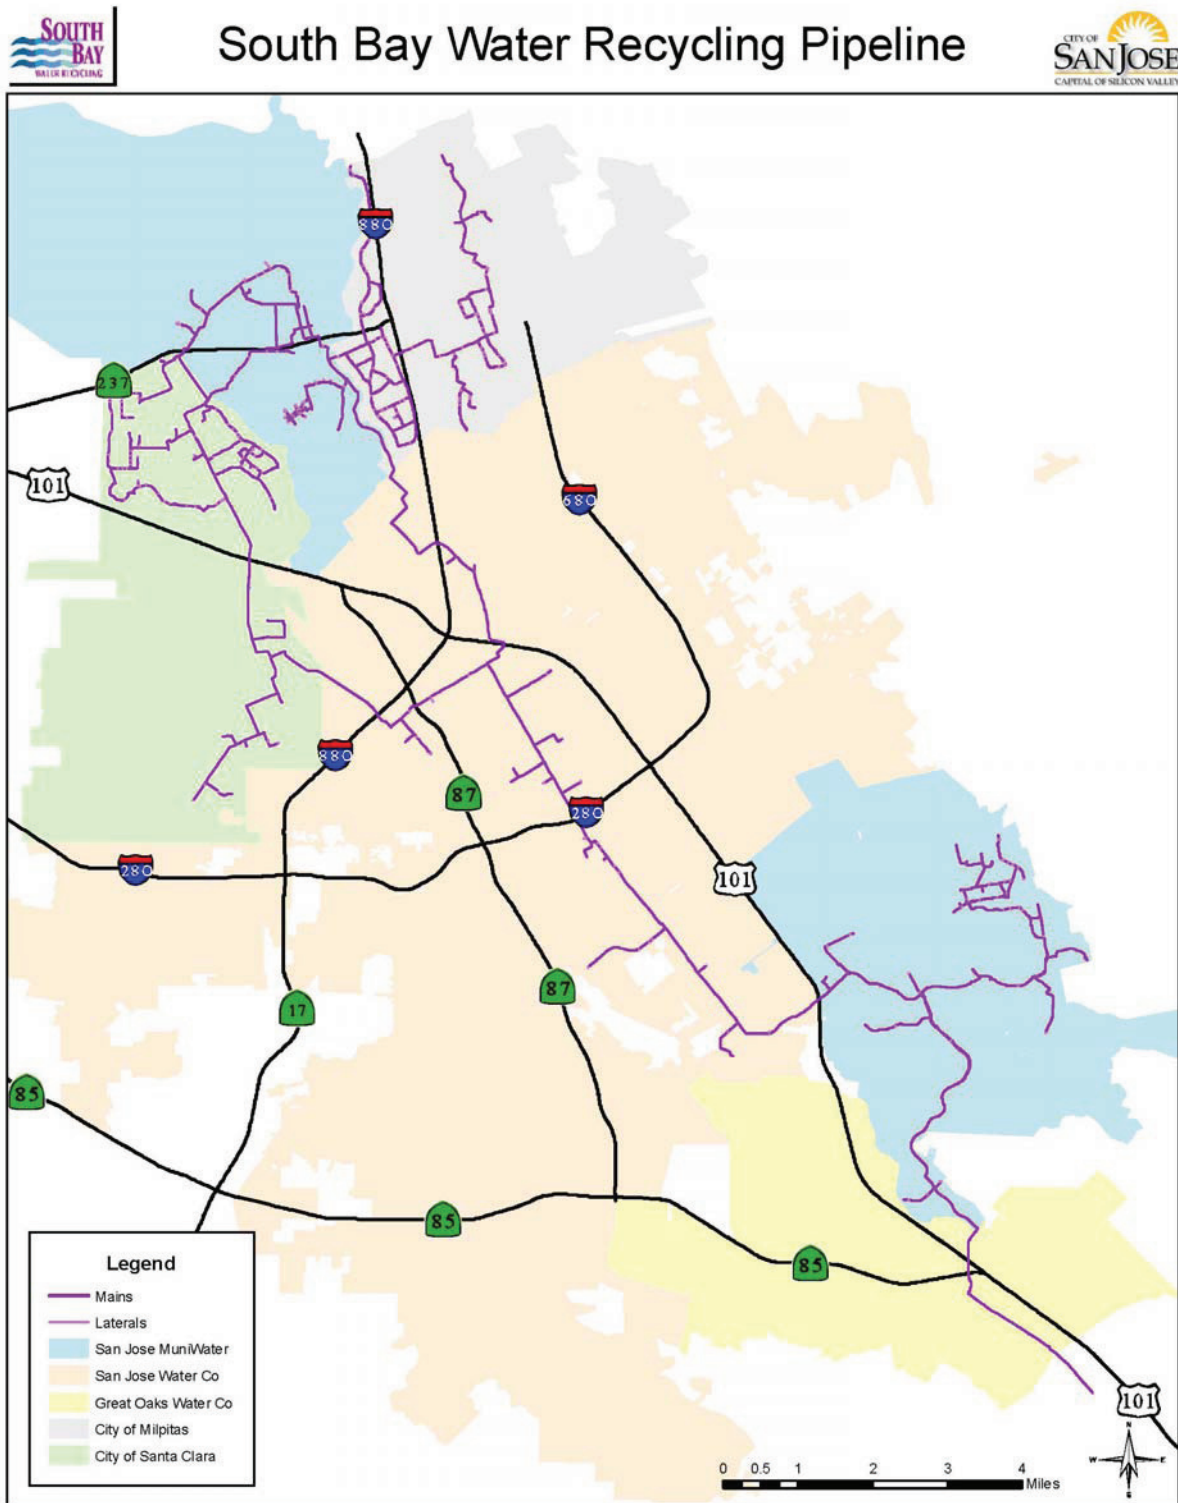 SOUTH
BAY
WATER RECYCLING
South Bay Water Recycling Pipeline
CITY OF
SAN JOSE
CAPITAL OF SILICON VALLEY
880
237
101
680
880
87
280
280
101
87
17
85
85
85
101
Legend
Mains
Laterals
San Jose MuniWater
San Jose Water Co
Great Oaks Water Co
City of Milpitas
City of Santa Clara
0 0.5 1 2 3 4
Miles
N
W E
S